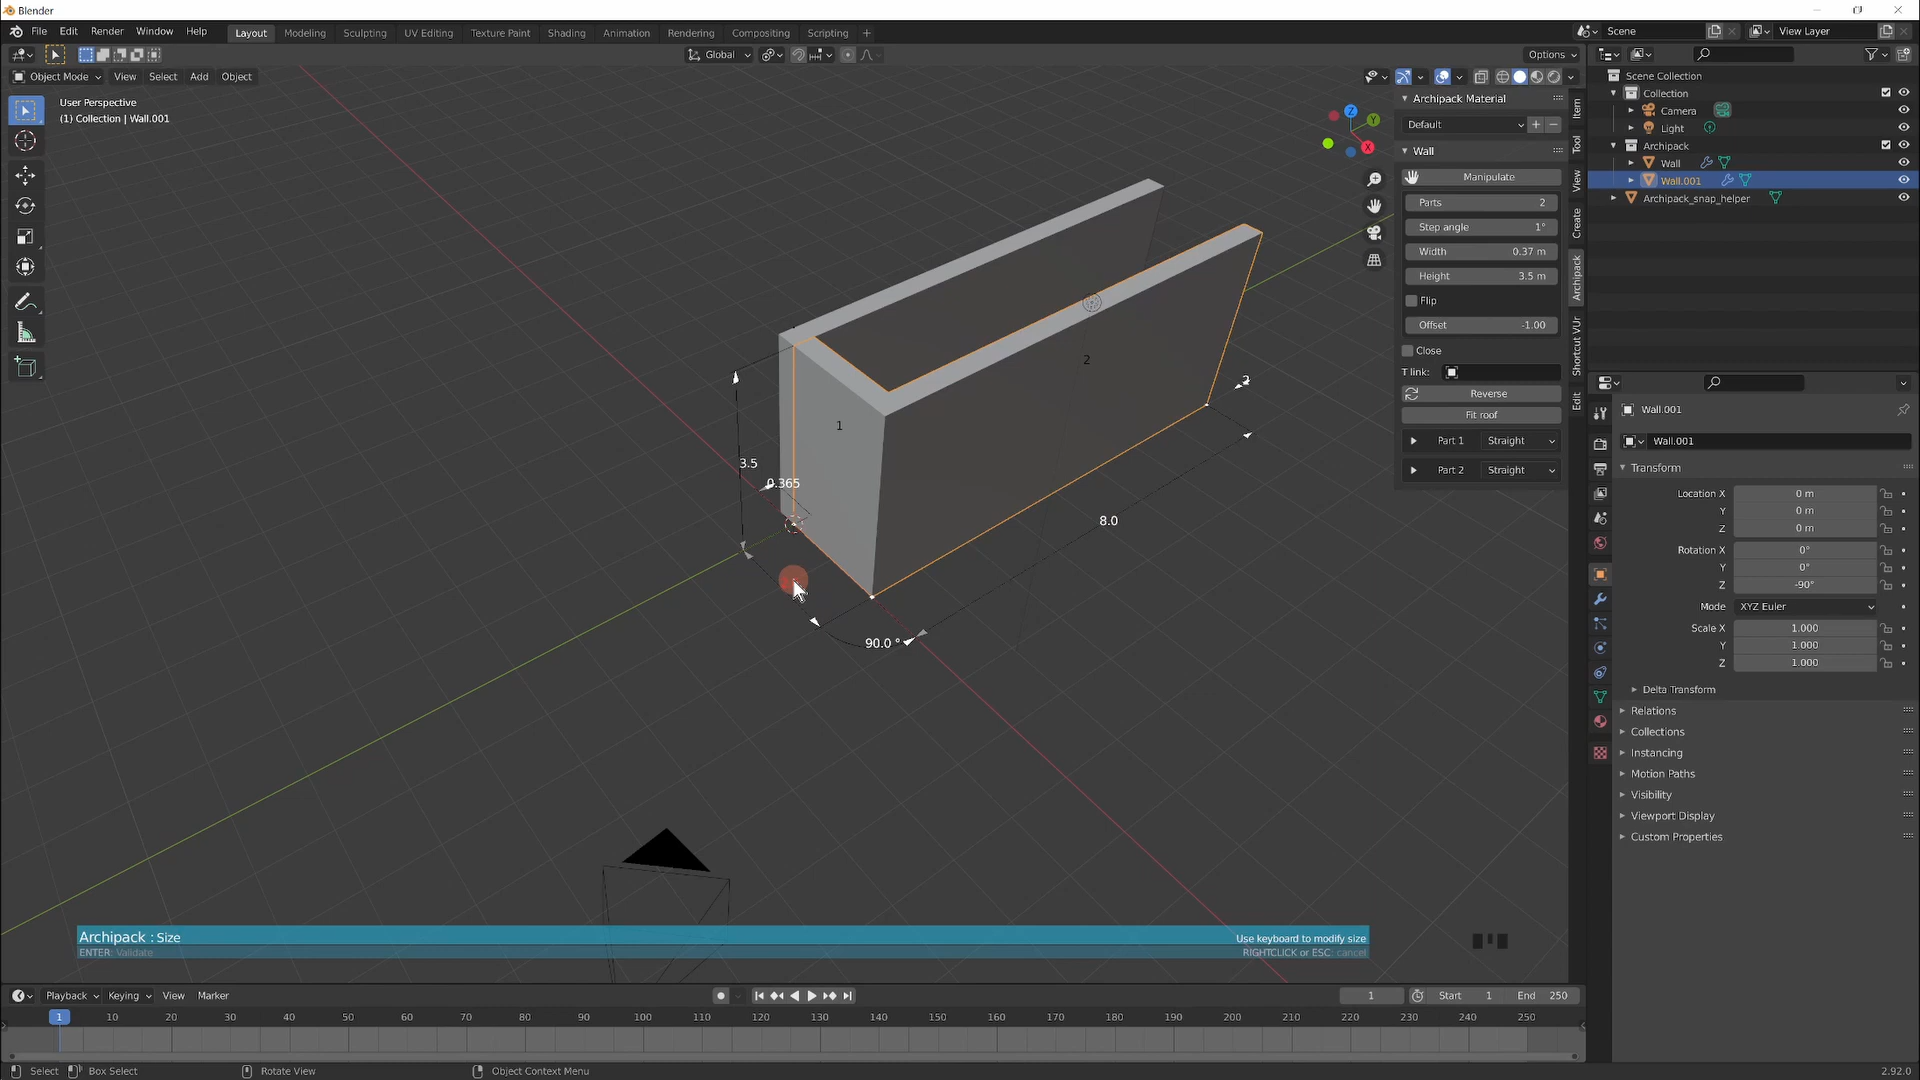 Blender
File Edit Render Window Help Layout Modeling Sculpting UV Editing Texture Paint Shading Animation Rendering Compositing Scripting + Scene View Layer
Global Options
Object Mode View Select Add Object
User Perspective
(1) Collection | Wall.001
Z
Y
X
Archipack Material
Default
Wall
Manipulate
Parts 2
Step angle 1°
Width 0.37 m
Height 3.5 m
Flip
Offset -1.00
Close
T link:
Reverse
Fit roof
Part 1 Straight
Part 2 Straight
Item
Tool
View
Create
Archipack
Shortcut VUr
Edit
Scene Collection
Collection
Camera
Light
Archipack
Wall
Wall.001
Archipack_snap_helper
Wall.001
Wall.001
Transform
Location X 0 m
Y 0 m
Z 0 m
Rotation X 0°
Y 0°
Z -90°
Mode XYZ Euler
Scale X 1.000
Y 1.000
Z 1.000
Delta Transform
Relations
Collections
Instancing
Motion Paths
Visibility
Viewport Display
Custom Properties
1
2
3.5
0.365
8.0
90.0 °
Archipack : Size
Use keyboard to modify size
ENTER: Validate
RIGHTCLICK or ESC: cancel
Playback Keying View Marker 1 Start 1 End 250
1 10 20 30 40 50 60 70 80 90 100 110 120 130 140 150 160 170 180 190 200 210 220 230 240 250
Select Box Select Rotate View Object Context Menu 2.92.0